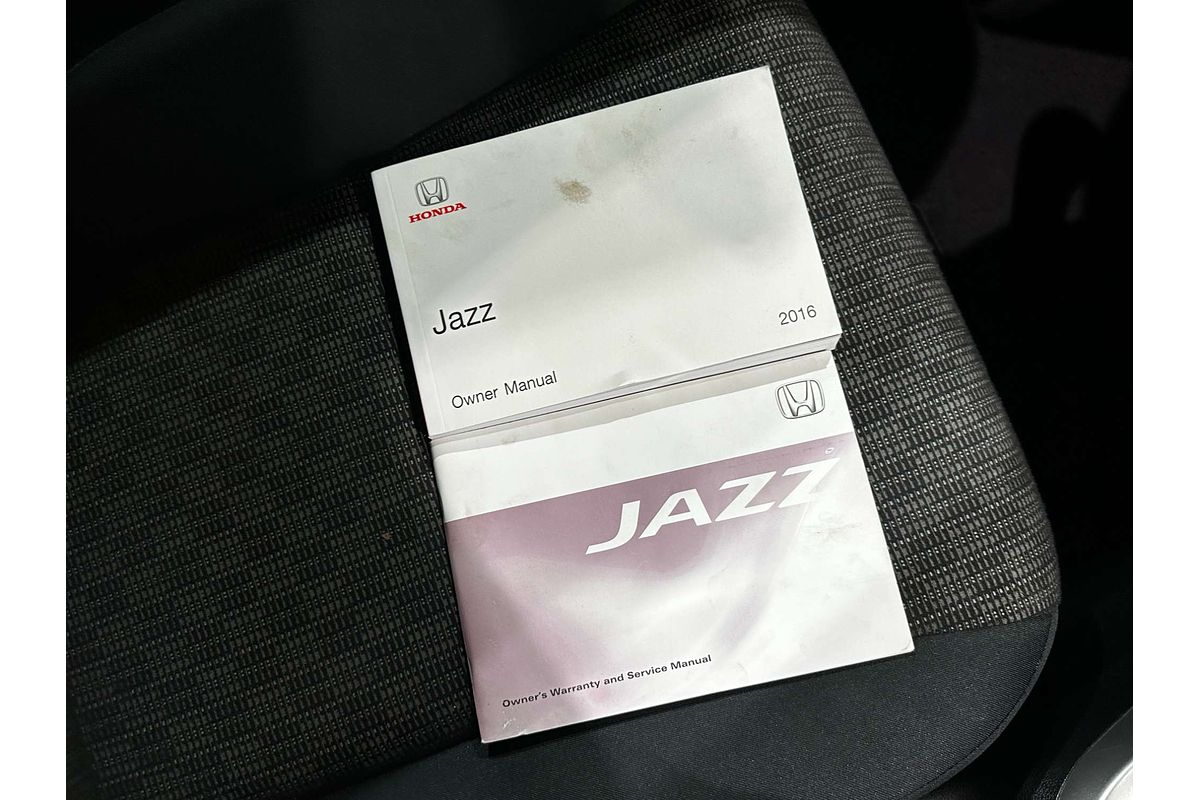 HONDA
Jazz
2016
Owner Manual
JAZZ
Owner's Warranty and Service Manual